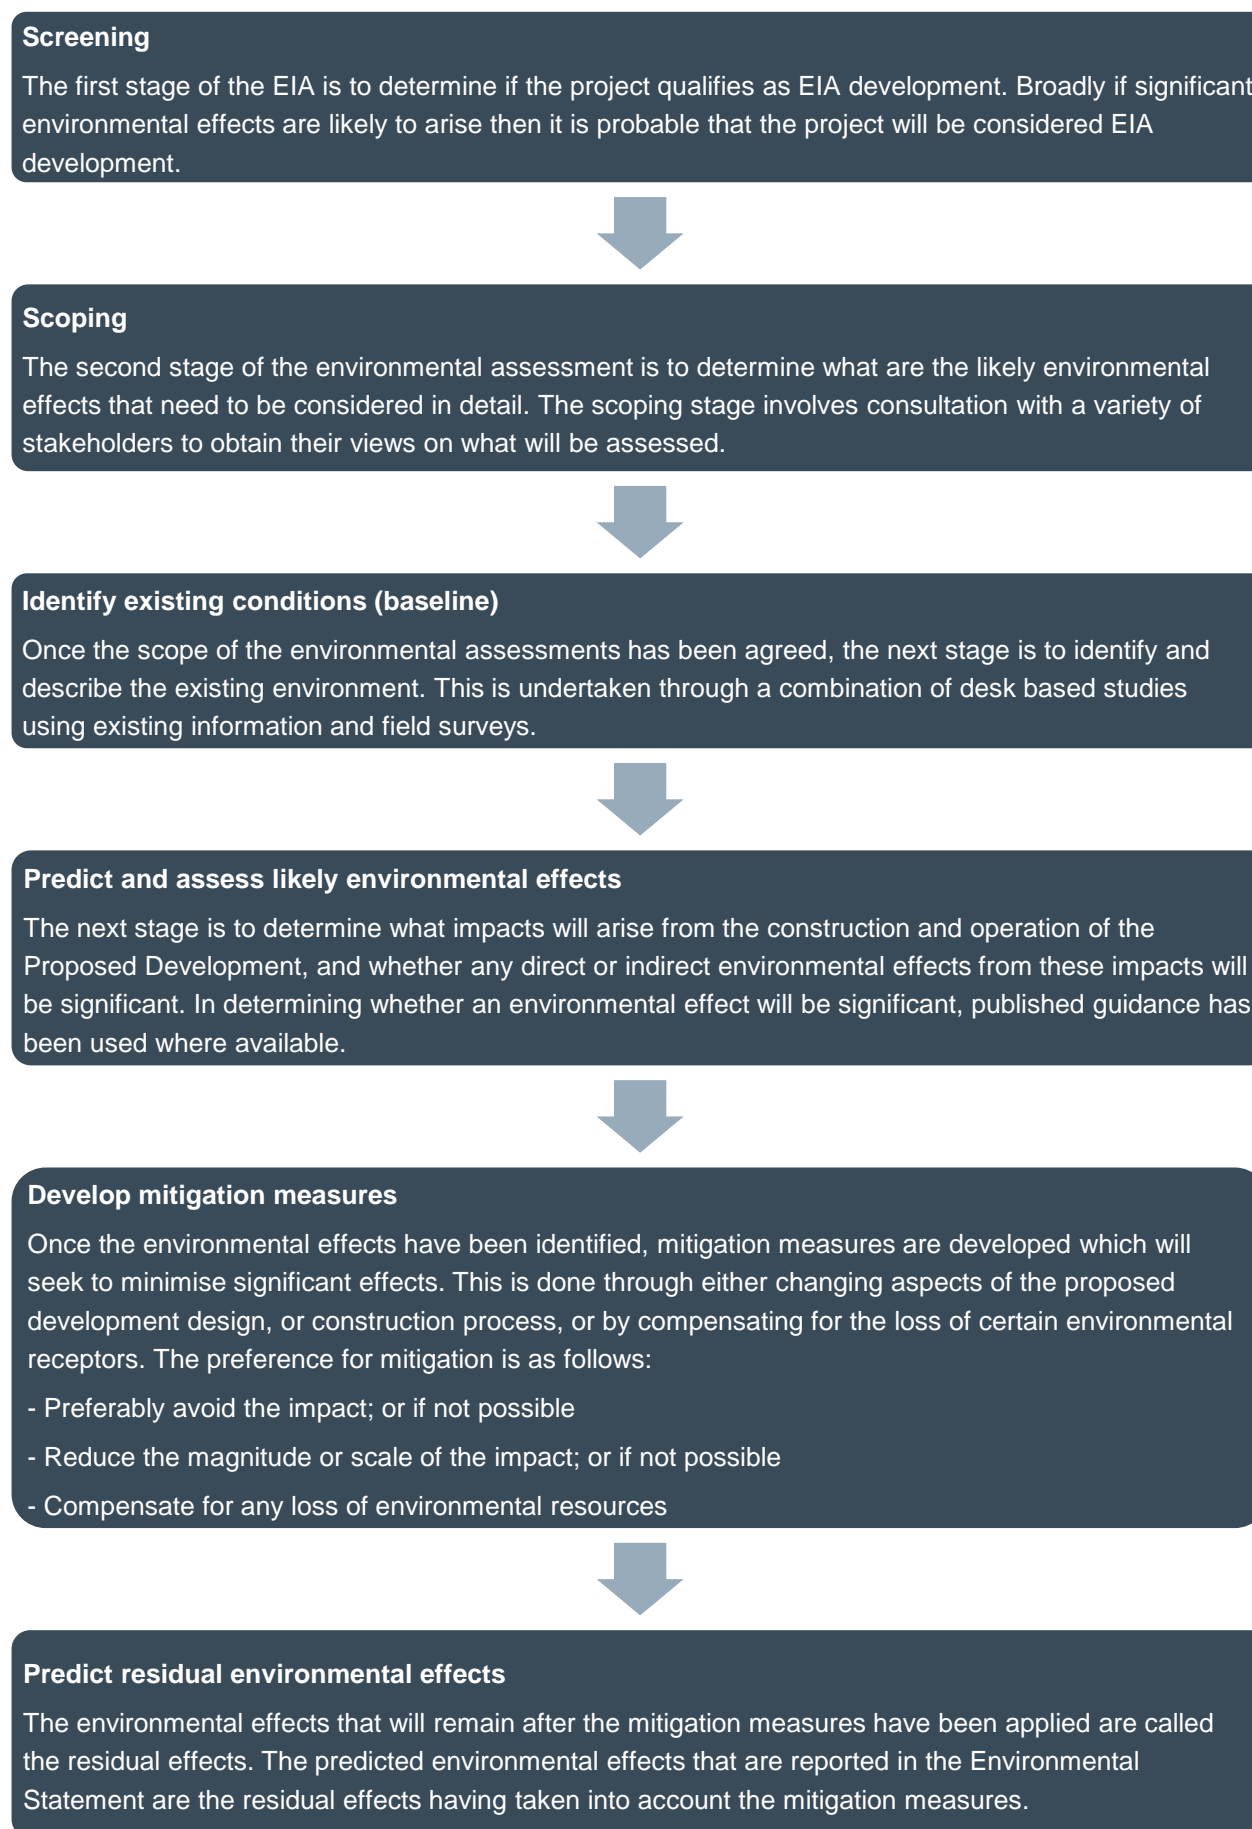 Screening
The first stage of the EIA is to determine if the project qualifies as EIA development. Broadly if significant
environmental effects are likely to arise then it is probable that the project will be considered EIA
development.
Scoping
The second stage of the environmental assessment is to determine what are the likely environmental
effects that need to be considered in detail. The scoping stage involves consultation with a variety of
stakeholders to obtain their views on what will be assessed.
Identify existing conditions (baseline)
Once the scope of the environmental assessments has been agreed, the next stage is to identify and
describe the existing environment. This is undertaken through a combination of desk based studies
using existing information and field surveys.
Predict and assess likely environmental effects
The next stage is to determine what impacts will arise from the construction and operation of the
Proposed Development, and whether any direct or indirect environmental effects from these impacts will
be significant. In determining whether an environmental effect will be significant, published guidance has
been used where available.
Develop mitigation measures
Once the environmental effects have been identified, mitigation measures are developed which will
seek to minimise significant effects. This is done through either changing aspects of the proposed
development design, or construction process, or by compensating for the loss of certain environmental
receptors. The preference for mitigation is as follows:
- Preferably avoid the impact; or if not possible
- Reduce the magnitude or scale of the impact; or if not possible
- Compensate for any loss of environmental resources
Predict residual environmental effects
The environmental effects that will remain after the mitigation measures have been applied are called
the residual effects. The predicted environmental effects that are reported in the Environmental
Statement are the residual effects having taken into account the mitigation measures.